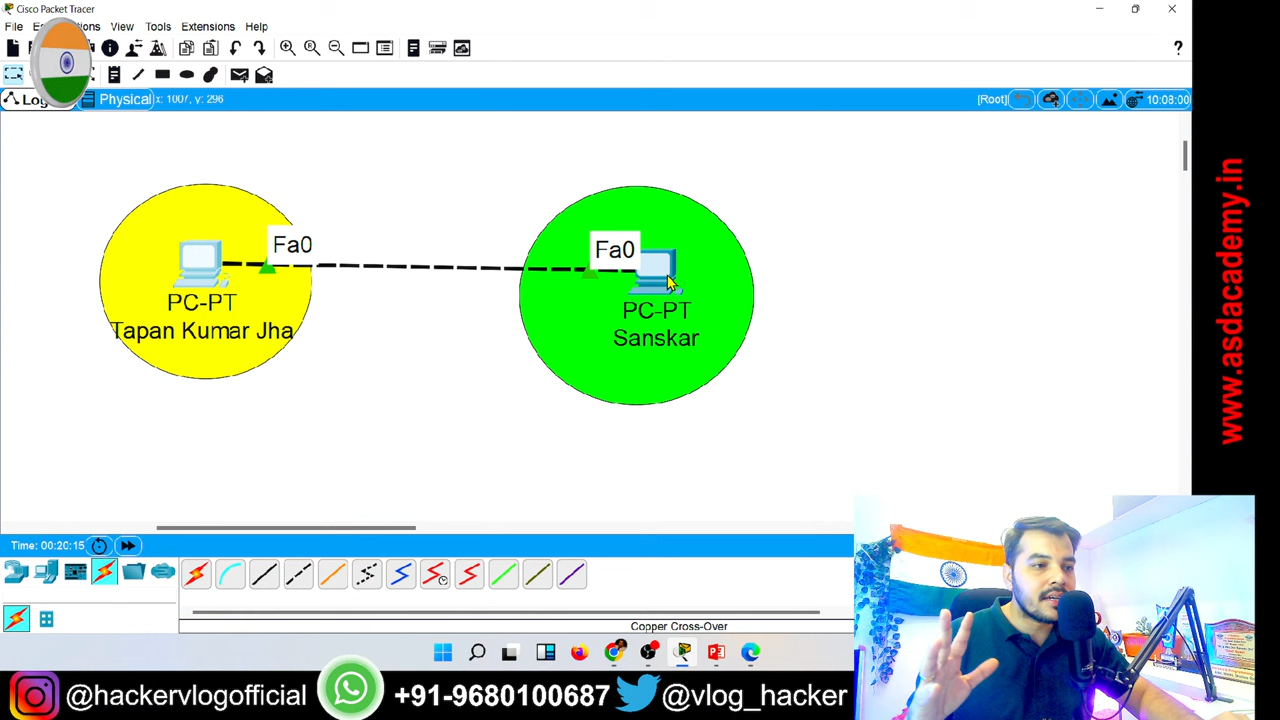 Cisco Packet Tracer
File
View Tools Extensions Help
Physical x: 1007, y: 296
[Root] 10:08:00
Fa0
Fa0
PC-PT
Tapan Kumar Jha
PC-PT
Sanskar
www.asdacademy.in
Time: 00:20:15
Copper Cross-Over
@hackervlogofficial +91-9680100687 @vlog_hacker